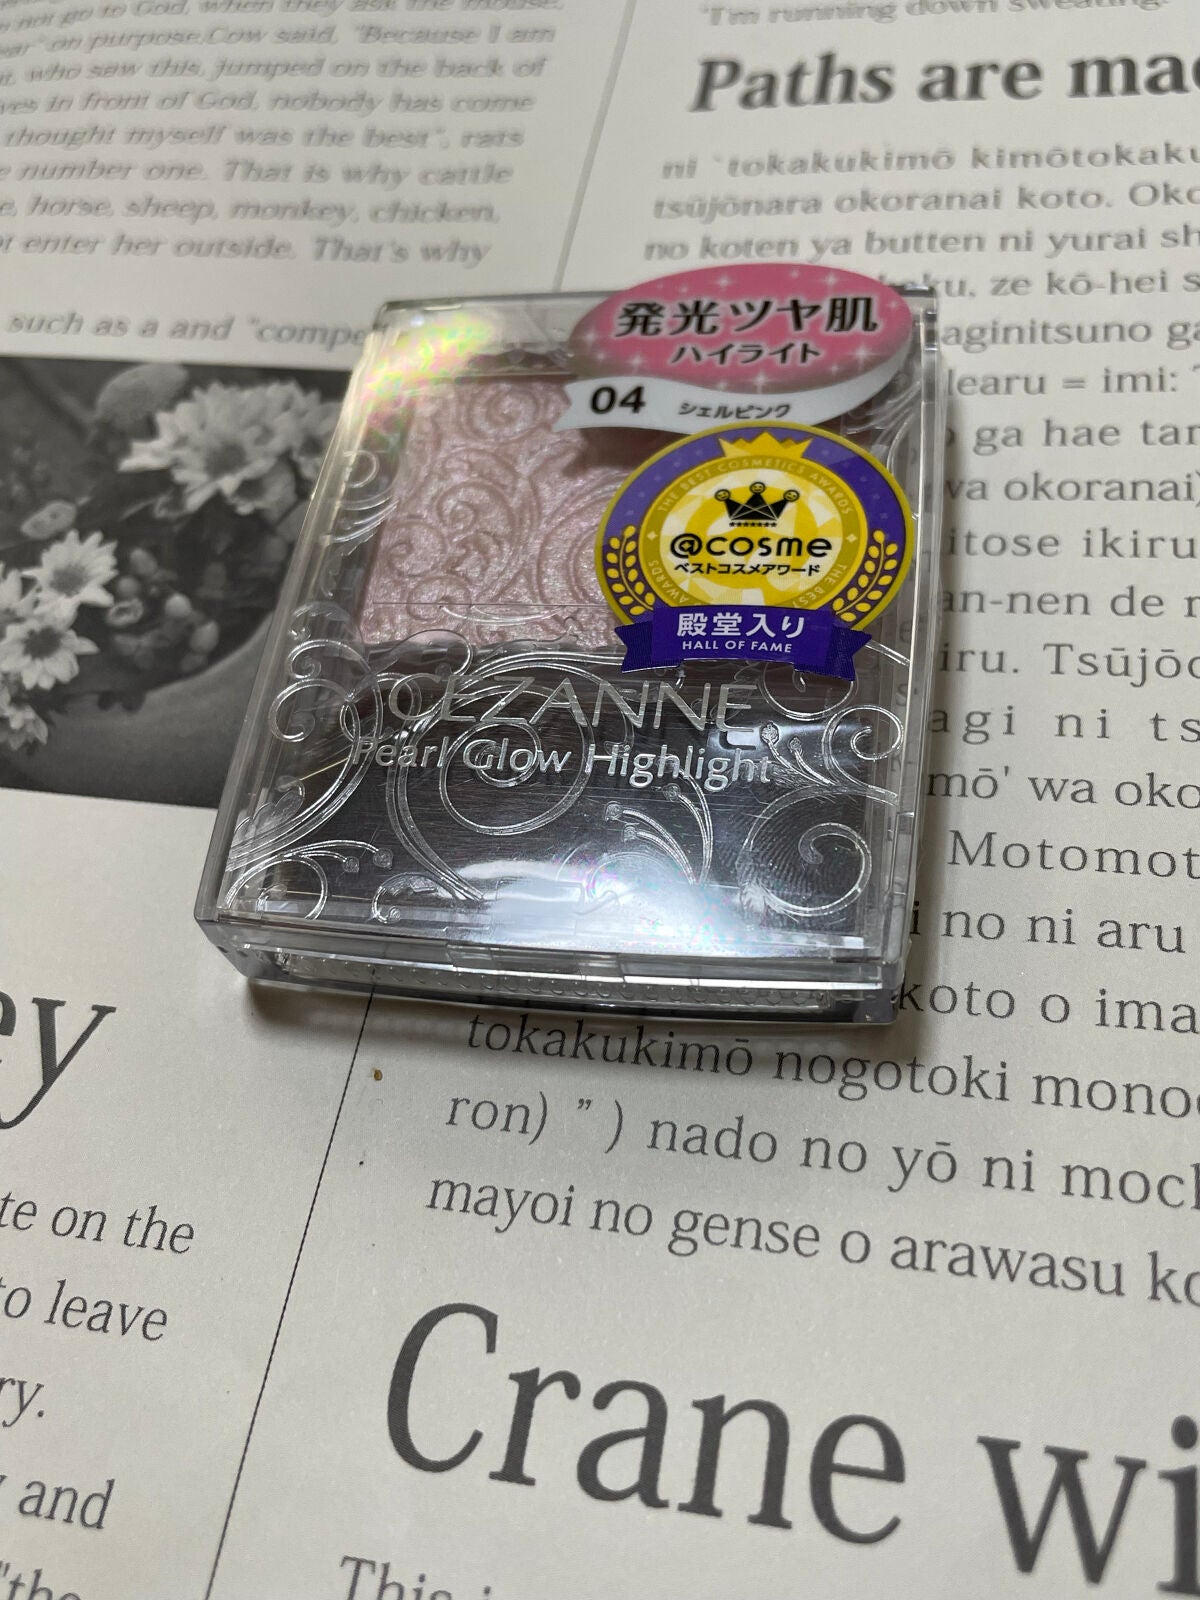 not go to God, when they ask the mouse,
on purpose.Cow said, "Because I am
who saw this, jumped on the back of
in front of God, nobody has come
thought myself was the best", rats
number one. That is why cattle
horse, sheep, monkey, chicken,
enter her outside. That's why
such as a and "compe
"I'm running down sweating.
Paths are mad
ni `tokakukimō kimōtokaku
tsūjōnara okoranai koto. Oko
no koten ya butten ni yurai sh
ku, ze kō-hei s
aginitsuno ga
learu = imi:
ga hae tan
va okoranai)
itose ikiru
an-nen de
iru. Tsūjō
agi ni ts
mō' wa oko
Motomot
i no ni aru
koto o ima
tokakukimō nogotoki mono
ron) ” ) nado no yō ni moch
mayoi no gense o arawasu ko
発光ツヤ肌
ハイライト
04 シェルピンク
THE BEST COSMETICS AWARDS
@cosme
ベストコスメアワード
殿堂入り
HALL OF FAME
CEZANNE
Pearl Glow Highlight
ey
te on the
to leave
ry.
and
"the
Crane wi
This i